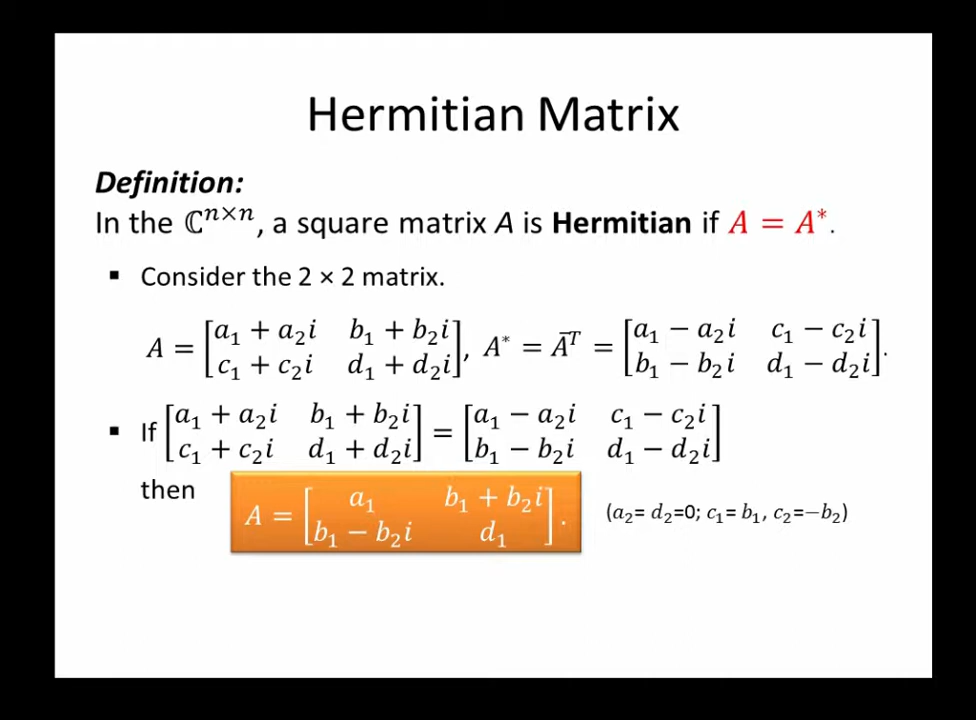 Hermitian Matrix
Definition:
In the ℂⁿˣⁿ, a square matrix A is Hermitian if A = A*.
▪ Consider the 2 × 2 matrix.
A = [a₁ + a₂i  b₁ + b₂i; c₁ + c₂i  d₁ + d₂i], A* = A̅ᵀ = [a₁ − a₂i  c₁ − c₂i; b₁ − b₂i  d₁ − d₂i].
▪ If [a₁ + a₂i  b₁ + b₂i; c₁ + c₂i  d₁ + d₂i] = [a₁ − a₂i  c₁ − c₂i; b₁ − b₂i  d₁ − d₂i]
then
A = [a₁  b₁ + b₂i; b₁ − b₂i  d₁]. (a₂= d₂=0; c₁= b₁, c₂=−b₂)